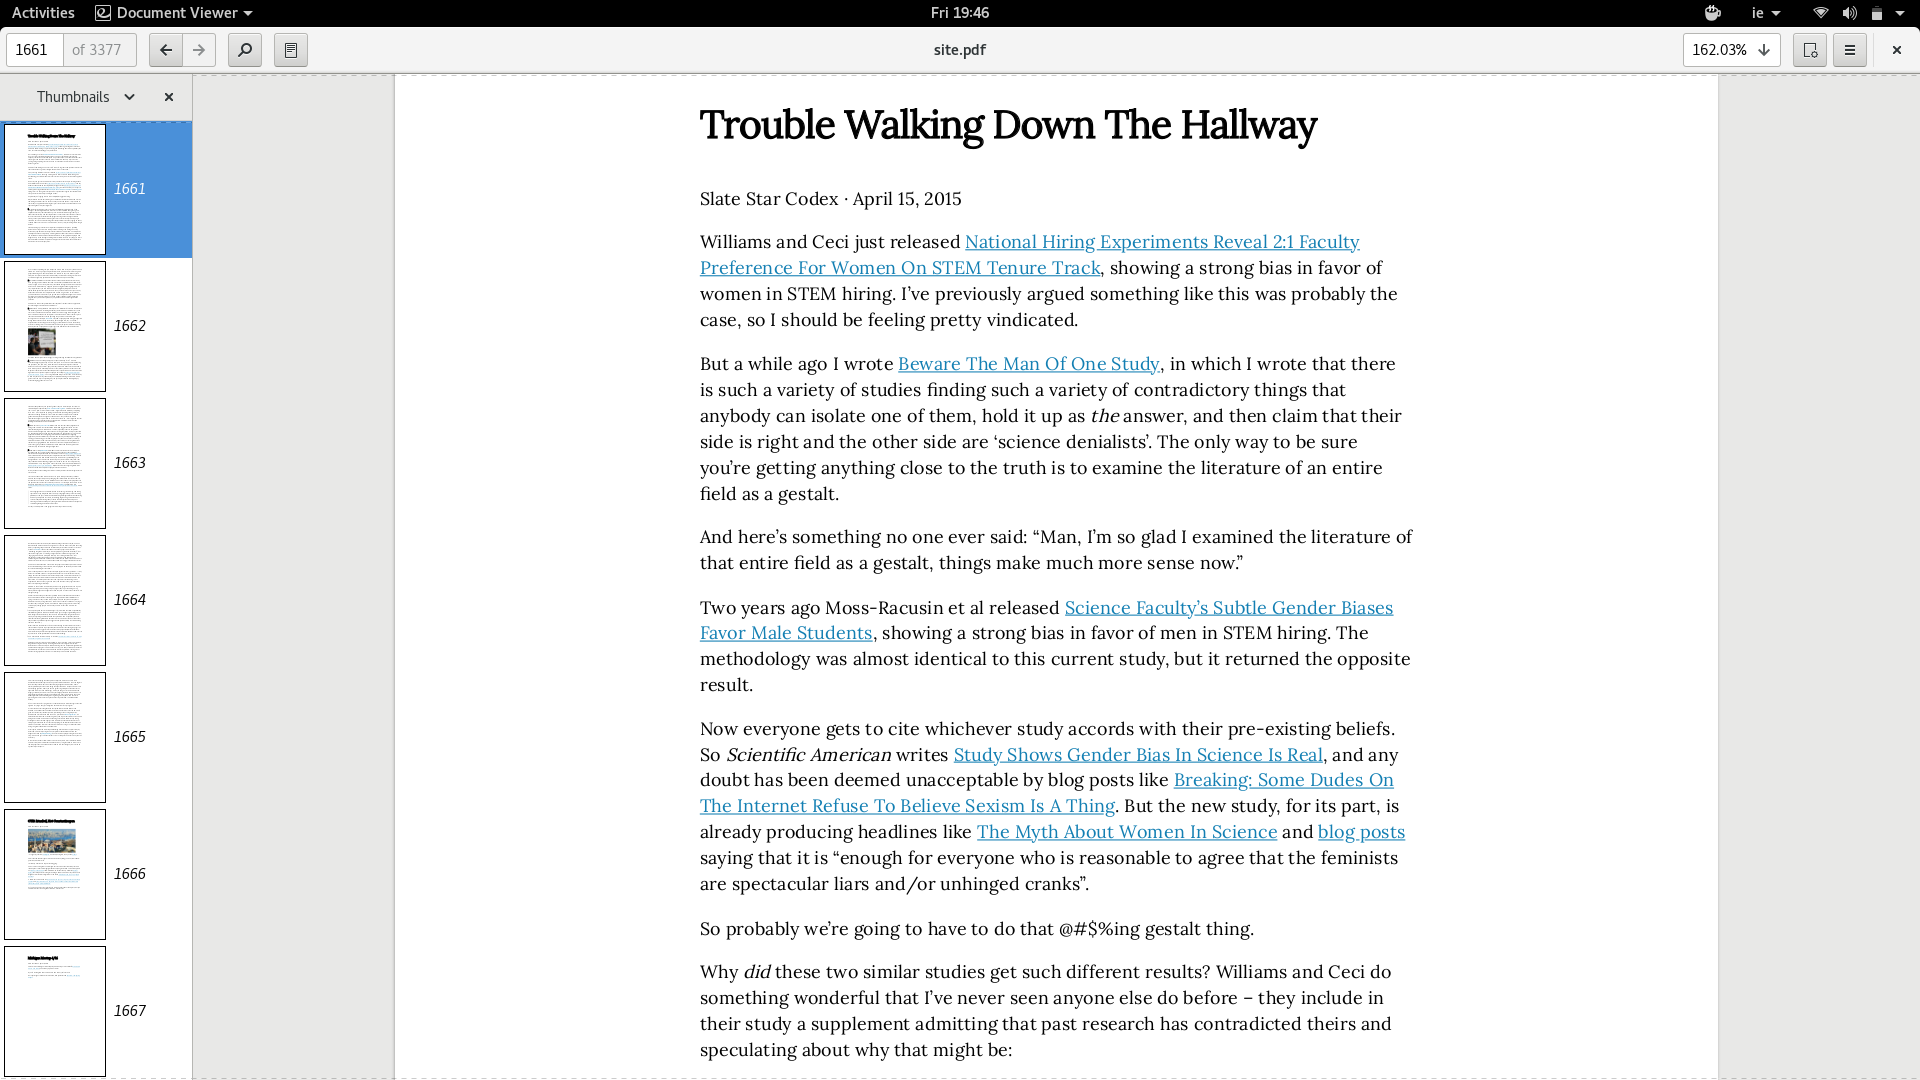 Activities
Document Viewer
Fri 19:46
ie
1661
of 3377
site.pdf
162.03%
Thumbnails
1661
1662
1663
1664
1665
1666
1667
Trouble Walking Down The Hallway
Slate Star Codex · April 15, 2015
Williams and Ceci just released National Hiring Experiments Reveal 2:1 Faculty
Preference For Women On STEM Tenure Track, showing a strong bias in favor of
women in STEM hiring. I’ve previously argued something like this was probably the
case, so I should be feeling pretty vindicated.
But a while ago I wrote Beware The Man Of One Study, in which I wrote that there
is such a variety of studies finding such a variety of contradictory things that
anybody can isolate one of them, hold it up as the answer, and then claim that their
side is right and the other side are ‘science denialists’. The only way to be sure
you’re getting anything close to the truth is to examine the literature of an entire
field as a gestalt.
And here’s something no one ever said: “Man, I’m so glad I examined the literature of
that entire field as a gestalt, things make much more sense now.”
Two years ago Moss-Racusin et al released Science Faculty’s Subtle Gender Biases
Favor Male Students, showing a strong bias in favor of men in STEM hiring. The
methodology was almost identical to this current study, but it returned the opposite
result.
Now everyone gets to cite whichever study accords with their pre-existing beliefs.
So Scientific American writes Study Shows Gender Bias In Science Is Real, and any
doubt has been deemed unacceptable by blog posts like Breaking: Some Dudes On
The Internet Refuse To Believe Sexism Is A Thing. But the new study, for its part, is
already producing headlines like The Myth About Women In Science and blog posts
saying that it is “enough for everyone who is reasonable to agree that the feminists
are spectacular liars and/or unhinged cranks”.
So probably we’re going to have to do that @#$%ing gestalt thing.
Why did these two similar studies get such different results? Williams and Ceci do
something wonderful that I’ve never seen anyone else do before – they include in
their study a supplement admitting that past research has contradicted theirs and
speculating about why that might be: